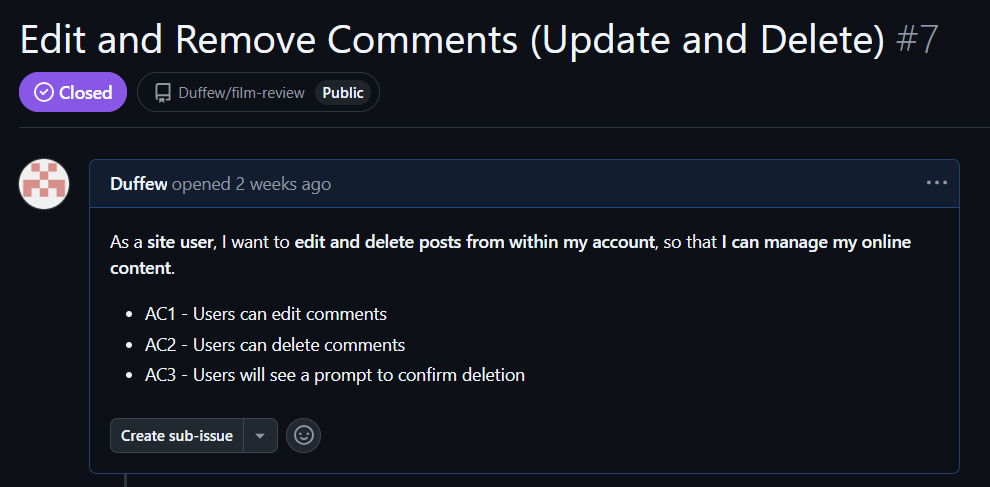 Edit and Remove Comments (Update and Delete) #7
Closed
Duffew/film-review Public
Duffew opened 2 weeks ago
As a site user, I want to edit and delete posts from within my account, so that I can manage my online
content.
AC1 - Users can edit comments
AC2 - Users can delete comments
AC3 - Users will see a prompt to confirm deletion
Create sub-issue